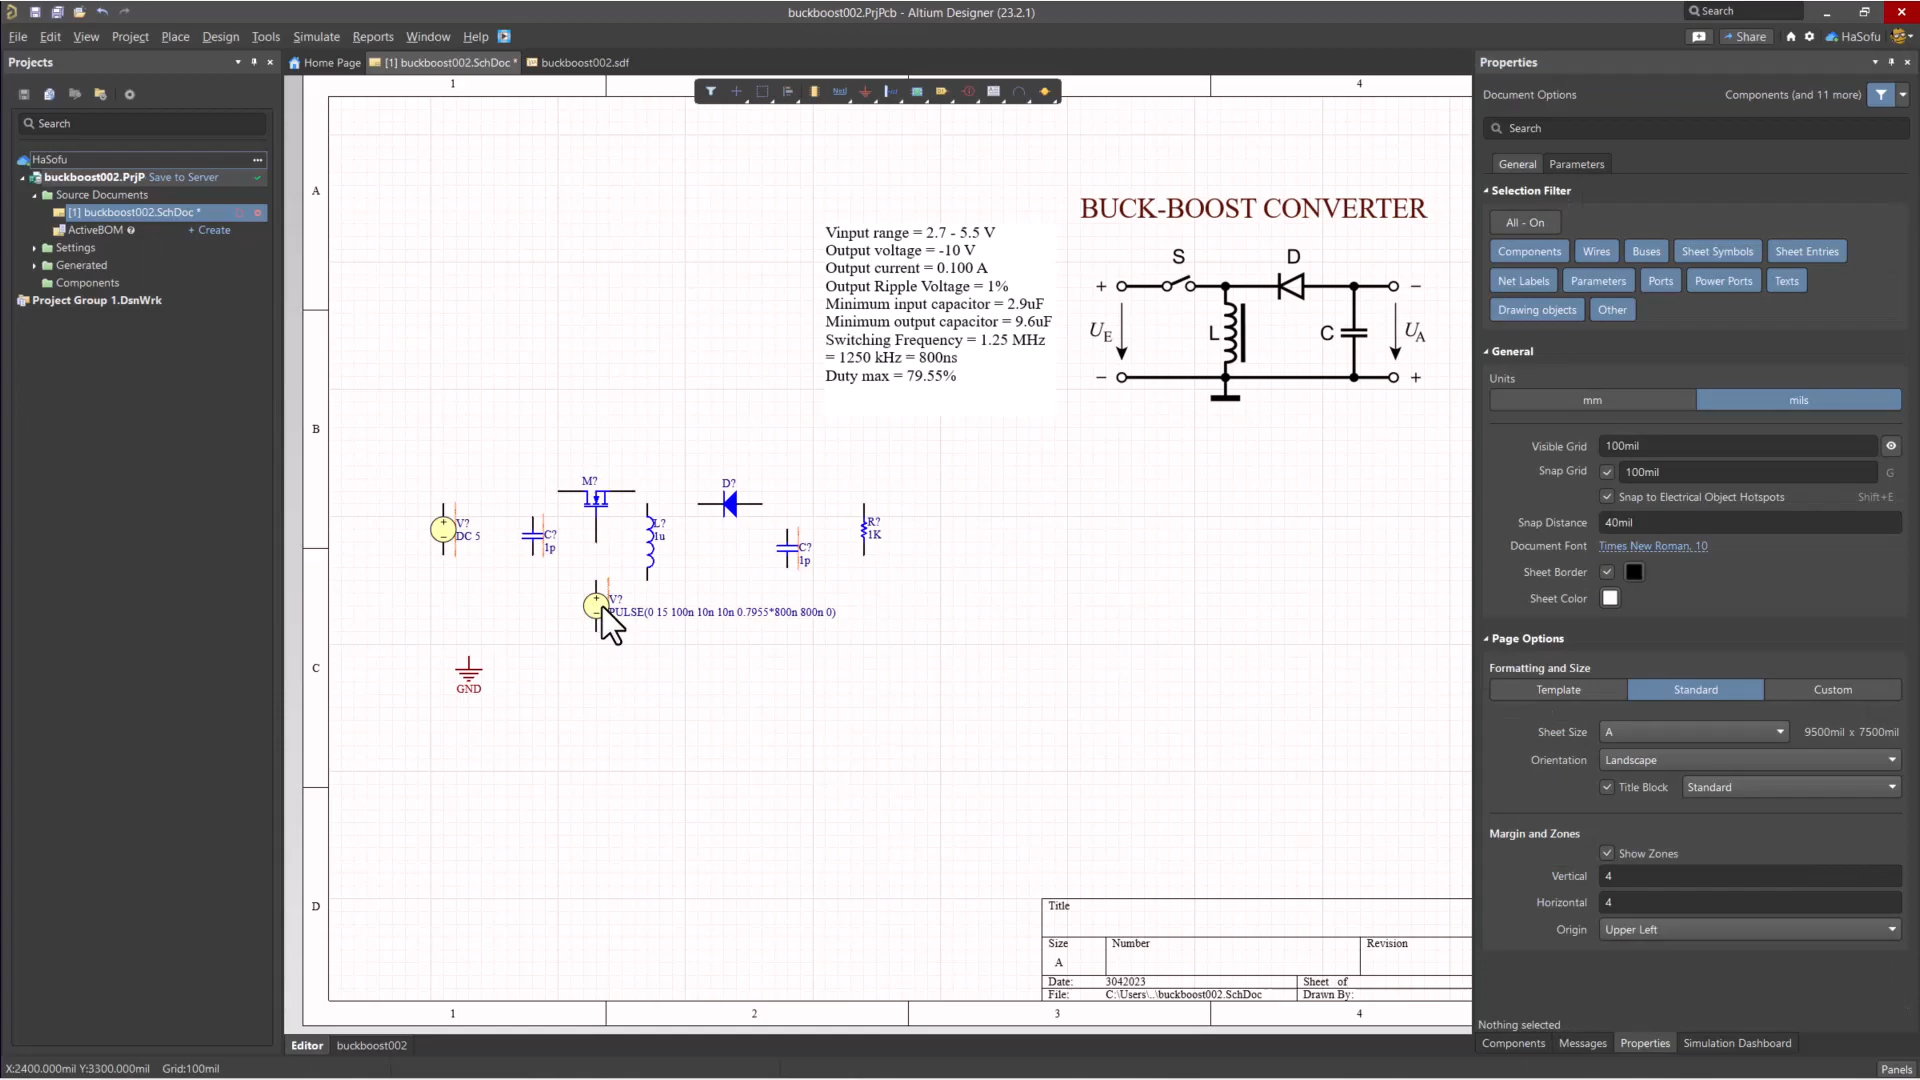 buckboost002.PrjPcb - Altium Designer (23.2.1)
Search
File Edit View Project Place Design Tools Simulate Reports Window Help
Share
HaSofu
Projects
Home Page
[1] buckboost002.SchDoc *
buckboost002.sdf
Search
HaSofu
buckboost002.PrjP Save to Server
Source Documents
[1] buckboost002.SchDoc *
ActiveBOM + Create
Settings
Generated
Components
Project Group 1.DsnWrk
1
4
A
B
C
D
BUCK-BOOST CONVERTER
Vinput range = 2.7 - 5.5 V
Output voltage = -10 V
Output current = 0.100 A
Output Ripple Voltage = 1%
Minimum input capacitor = 2.9uF
Minimum output capacitor = 9.6uF
Switching Frequency = 1.25 MHz
= 1250 kHz = 800ns
Duty max = 79.55%
S D
+ −
UE L C UA
− +
M?
D?
V?
DC 5
C?
1p
L?
1u
C?
1p
R?
1K
V?
PULSE(0 15 100n 10n 10n 0.7955*800n 800n 0)
GND
Title
Size Number Revision
A
Date: 3042023 Sheet of
File: C:\Users\..\buckboost002.SchDoc Drawn By:
1 2 3 4
Editor buckboost002
X:2400.000mil Y:3300.000mil Grid:100mil
Properties
Document Options Components (and 11 more)
Search
General Parameters
Selection Filter
All - On
Components Wires Buses Sheet Symbols Sheet Entries
Net Labels Parameters Ports Power Ports Texts
Drawing objects Other
General
Units
mm mils
Visible Grid 100mil
Snap Grid 100mil G
Snap to Electrical Object Hotspots Shift+E
Snap Distance 40mil
Document Font Times New Roman, 10
Sheet Border
Sheet Color
Page Options
Formatting and Size
Template Standard Custom
Sheet Size A 9500mil x 7500mil
Orientation Landscape
Title Block Standard
Margin and Zones
Show Zones
Vertical 4
Horizontal 4
Origin Upper Left
Nothing selected
Components Messages Properties Simulation Dashboard
Panels